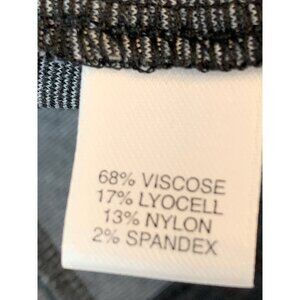 68% VISCOSE
17% LYOCELL
13% NYLON
2% SPANDEX